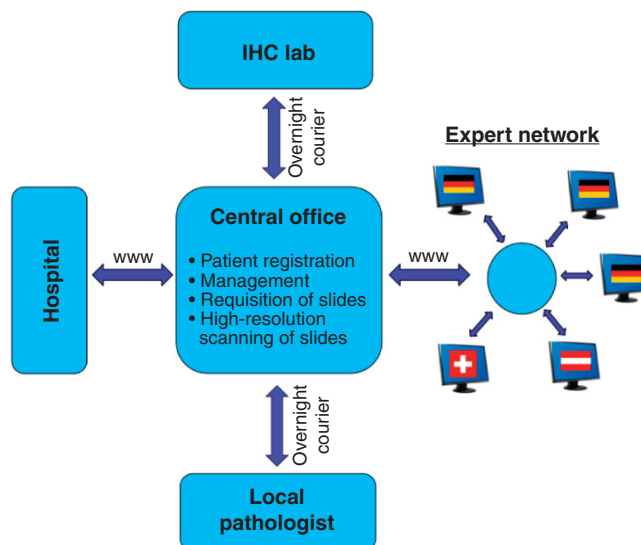 IHC lab
Overnight
courier
Expert network
Hospital
www
Central office
• Patient registration
• Management
• Requisition of slides
• High-resolution
scanning of slides
www
Overnight
courier
Local
pathologist